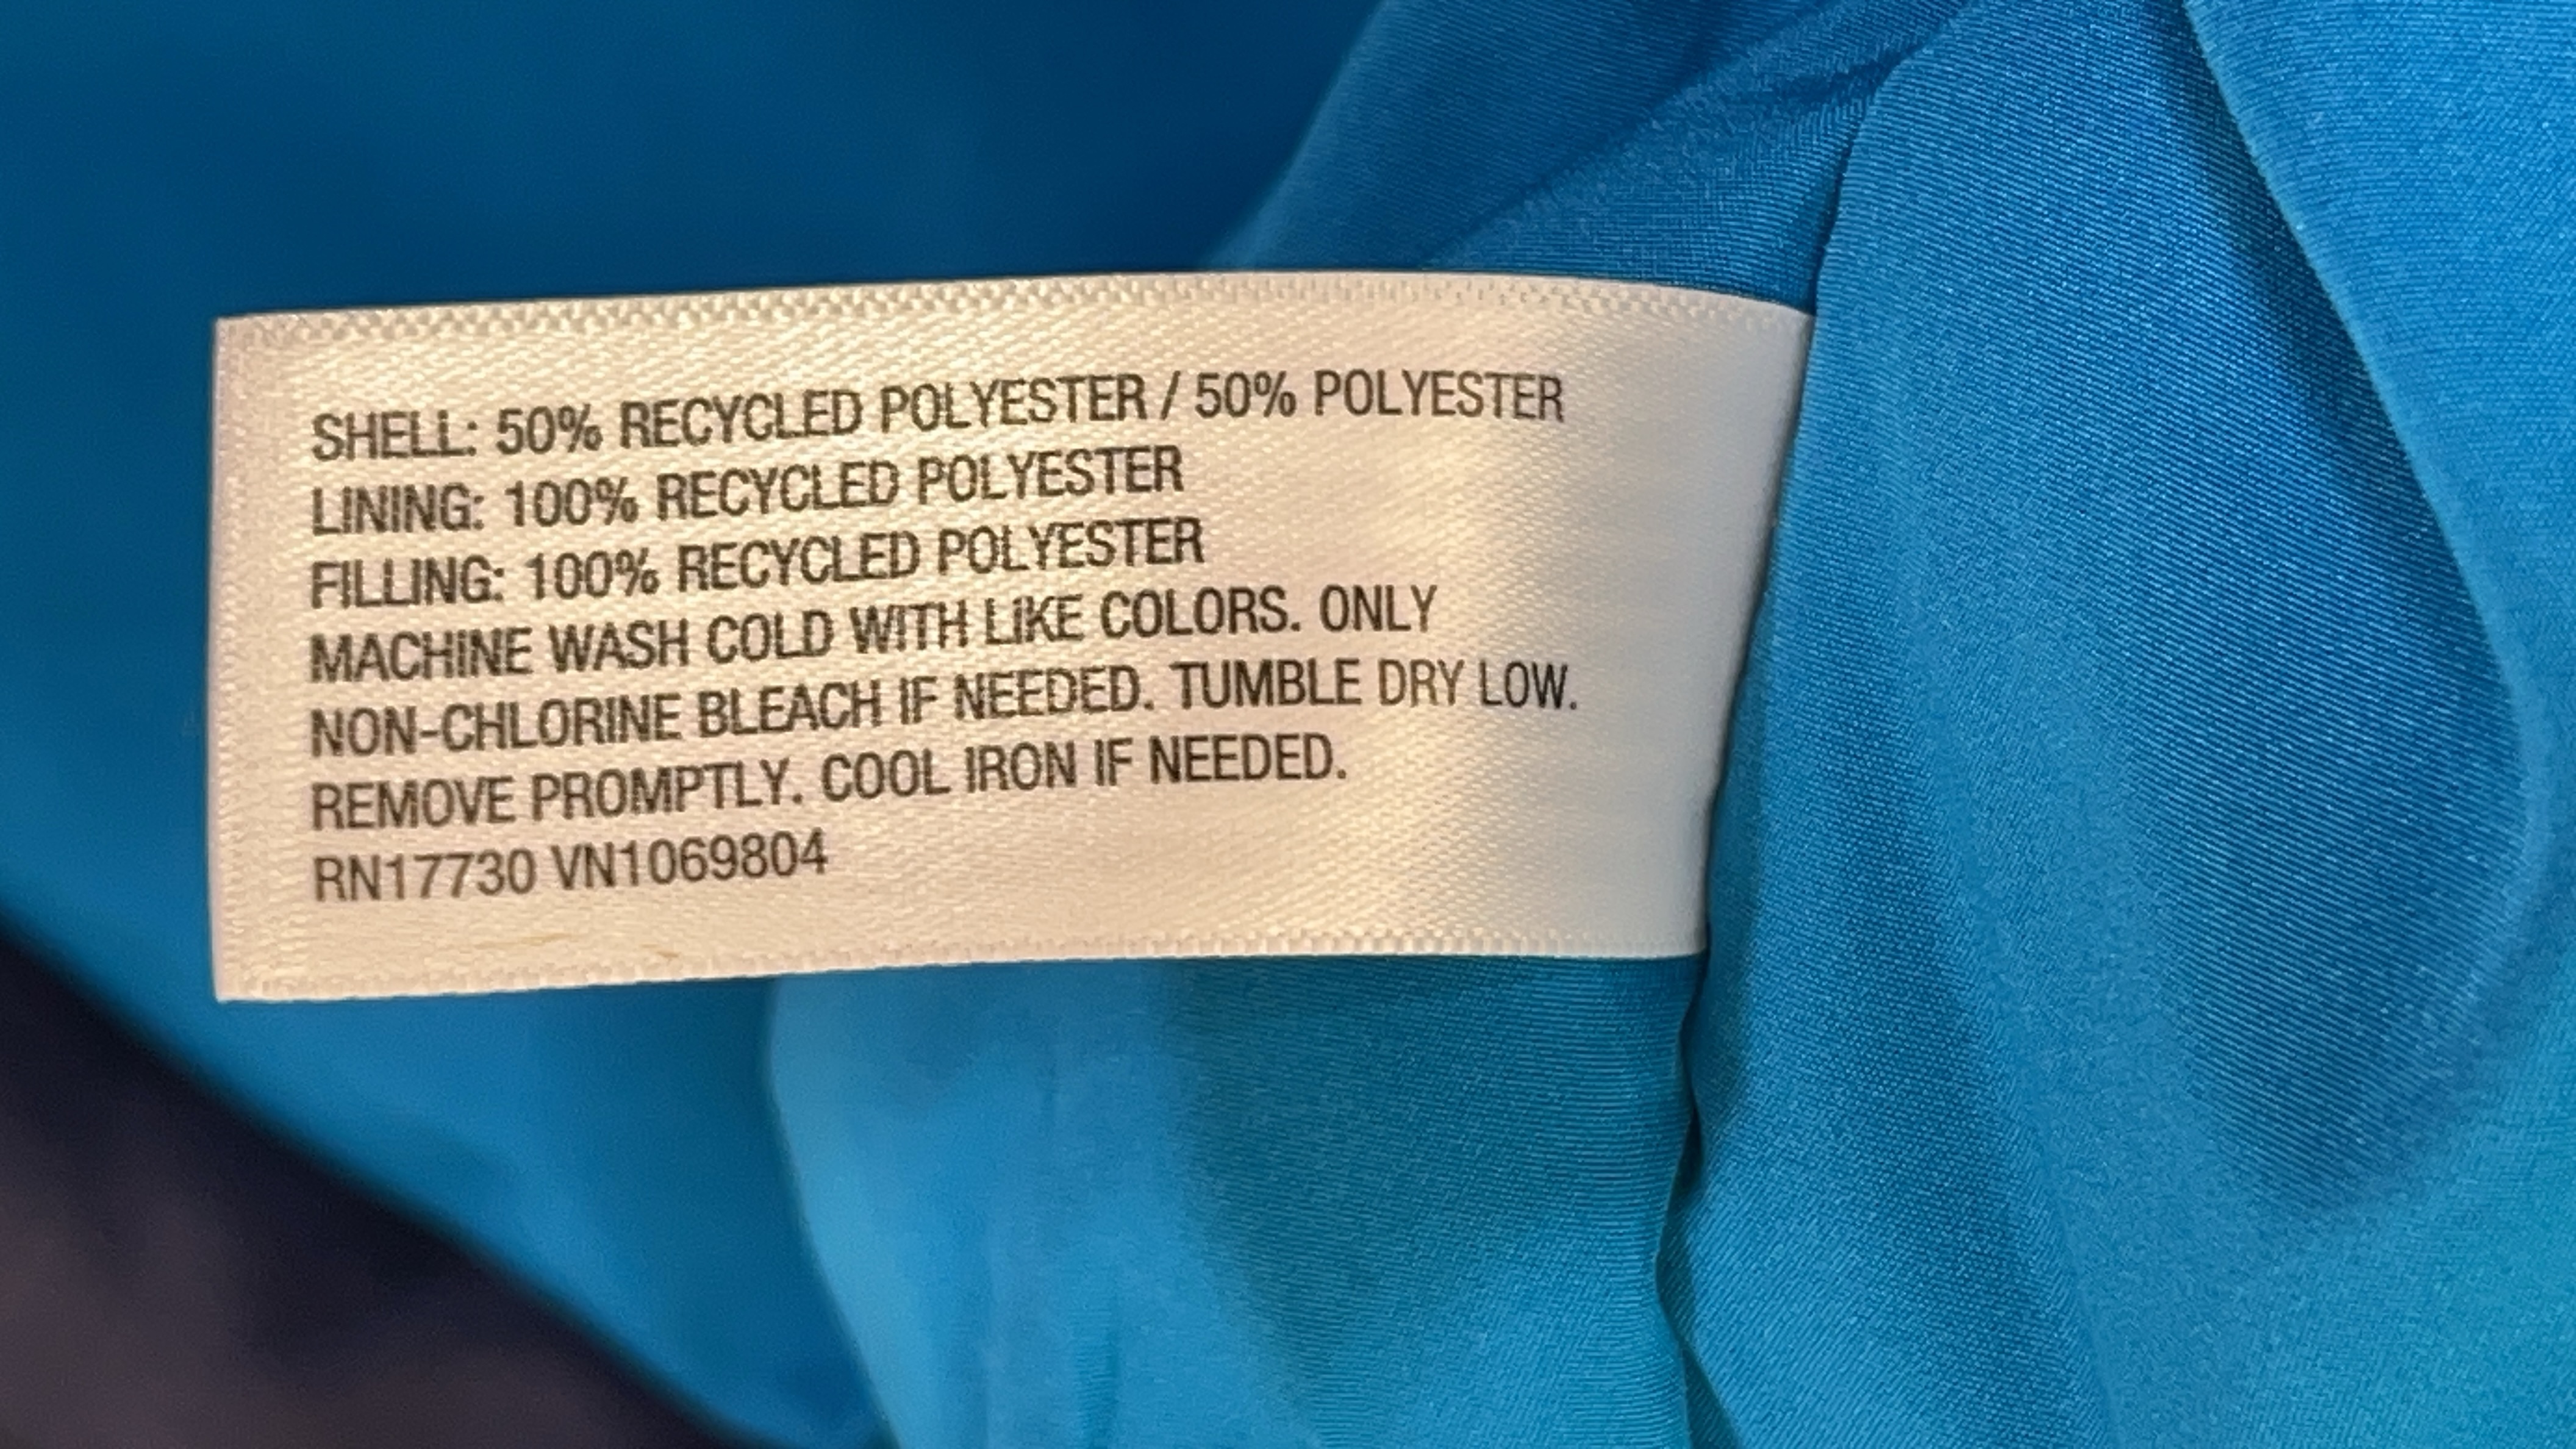 SHELL: 50% RECYCLED POLYESTER / 50% POLYESTER
LINING: 100% RECYCLED POLYESTER
FILLING: 100% RECYCLED POLYESTER
MACHINE WASH COLD WITH LIKE COLORS. ONLY
NON-CHLORINE BLEACH IF NEEDED. TUMBLE DRY LOW.
REMOVE PROMPTLY. COOL IRON IF NEEDED.
RN17730 VN1069804